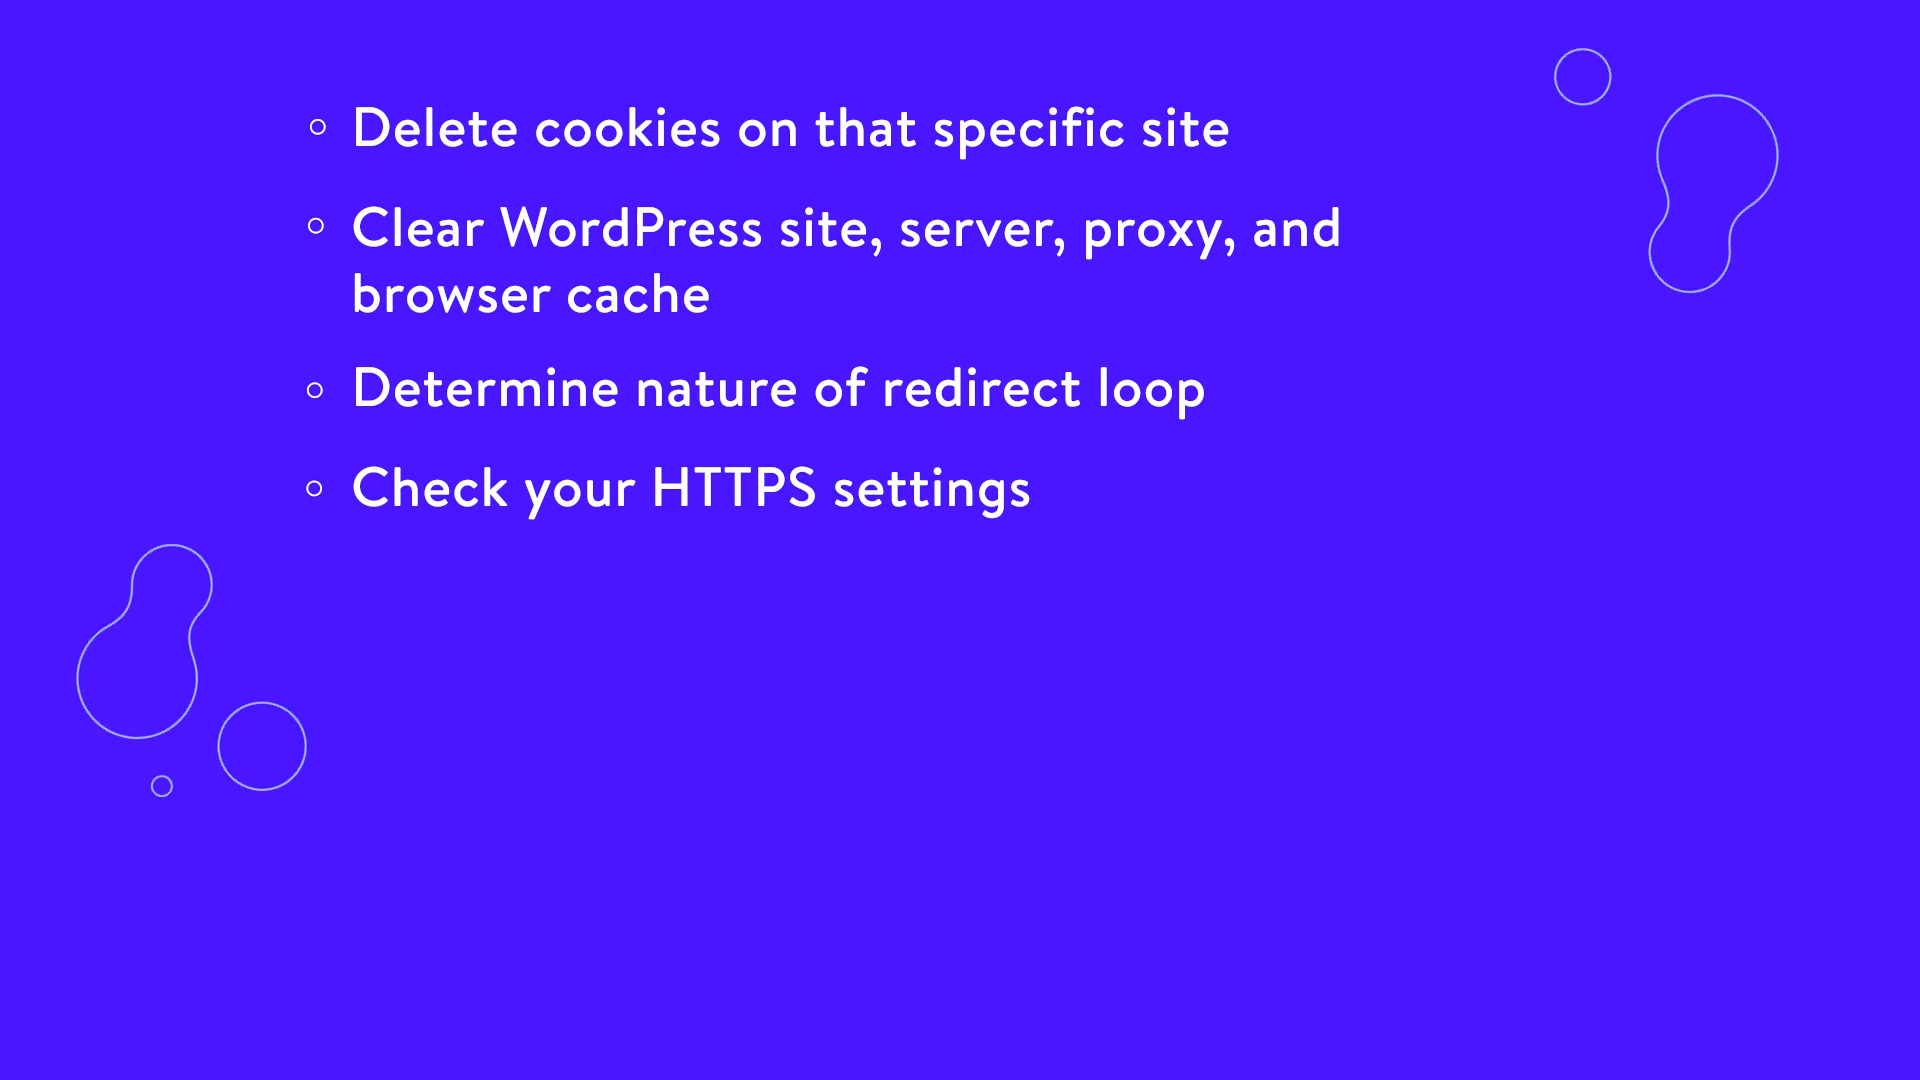 Delete cookies on that specific site
Clear WordPress site, server, proxy, and
browser cache
Determine nature of redirect loop
Check your HTTPS settings